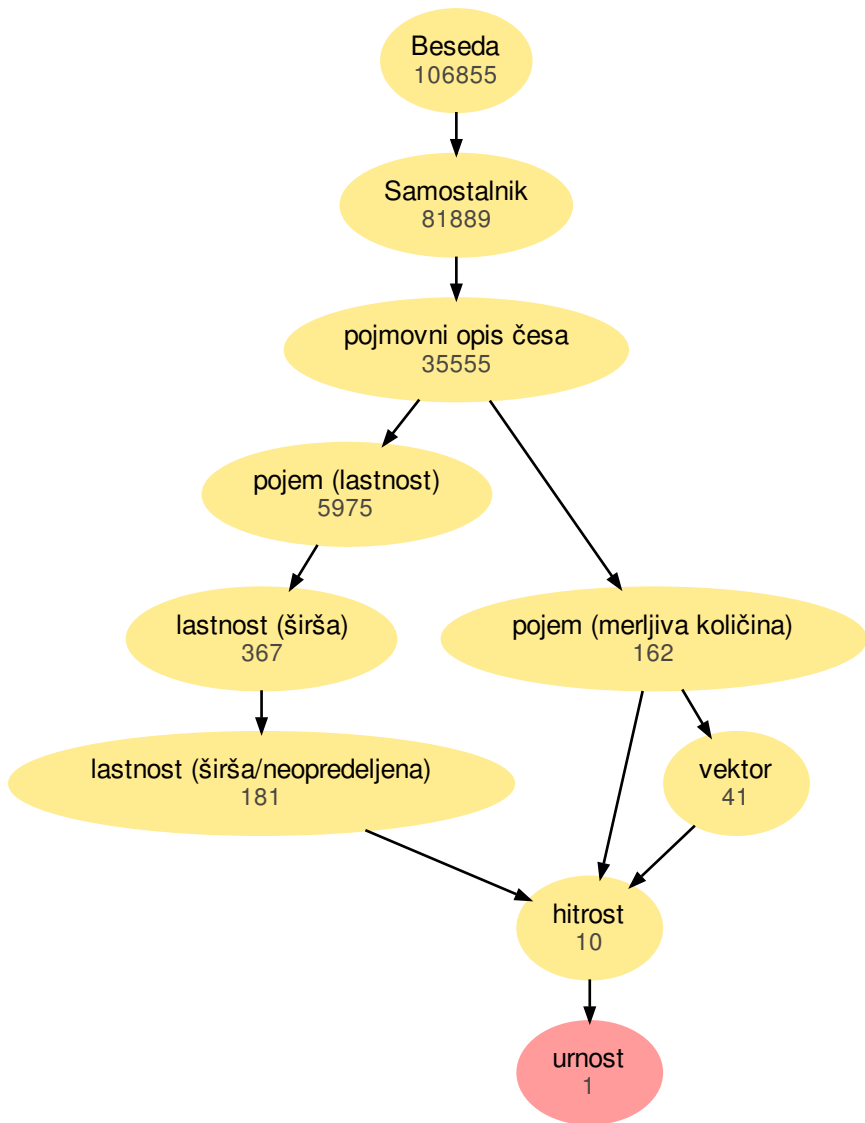 Beseda
106855
Samostalnik
81889
pojmovni opis česa
35555
pojem (lastnost)
5975
lastnost (širša)
367
pojem (merljiva količina)
162
lastnost (širša/neopredeljena)
181
vektor
41
hitrost
10
urnost
1